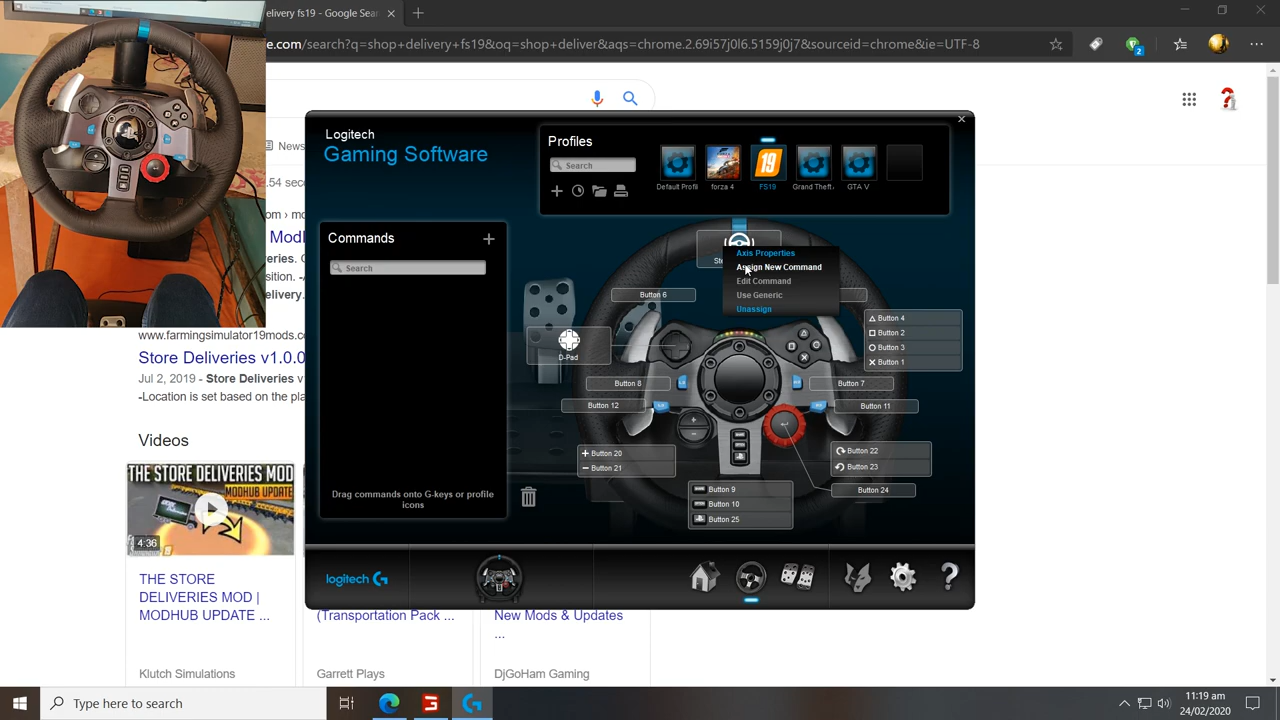 elivery fs19 - Google Sear
e.com/search?q=shop+delivery+fs19&oq=shop+deliver&aqs=chrome.2.69i57j0l6.5159j0j7&sourceid=chrome&ie=UTF-8
2
News
.54 sec
Logitech
Gaming Software
Profiles
Search
Default Profil
forza 4
FS19
Grand Theft
GTA V
19
Commands
Search
Drag commands onto G-keys or profile
icons
Axis Properties
Assign New Command
Edit Command
Use Generic
Unassign
Button 6
D-Pad
Button 4
Button 2
Button 3
Button 1
Button 8
Button 7
Button 12
Button 11
Button 20
Button 21
Button 22
Button 23
Button 24
Button 9
Button 10
Button 25
logitech G
www.farmingsimulator19mods.co
Store Deliveries v1.0.0
Jul 2, 2019 - Store Deliveries v
-Location is set based on the pla
Videos
THE STORE DELIVERIES MOD
MODHUB UPDATE
4:36
THE STORE
DELIVERIES MOD |
MODHUB UPDATE ...
Klutch Simulations
(Transportation Pack ...
Garrett Plays
New Mods & Updates
...
DjGoHam Gaming
Type here to search
11:19 am
24/02/2020